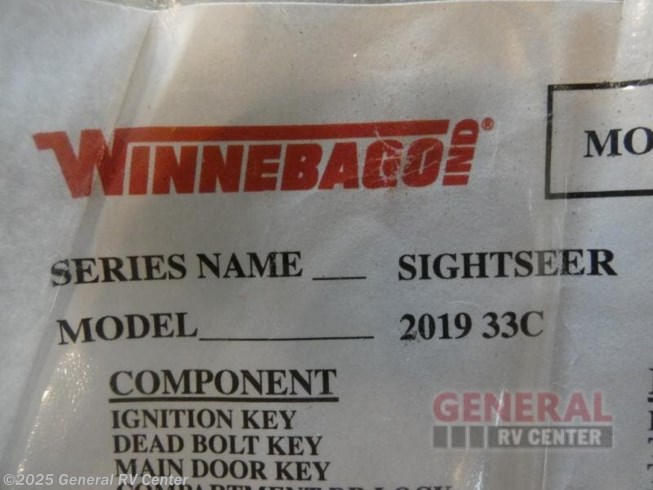 WINNEBAGO IND®
MO
SERIES NAME ___ SIGHTSEER
MODEL_________ 2019 33C
COMPONENT
IGNITION KEY
DEAD BOLT KEY
MAIN DOOR KEY
GENERAL
RV CENTER
©2025 General RV Center